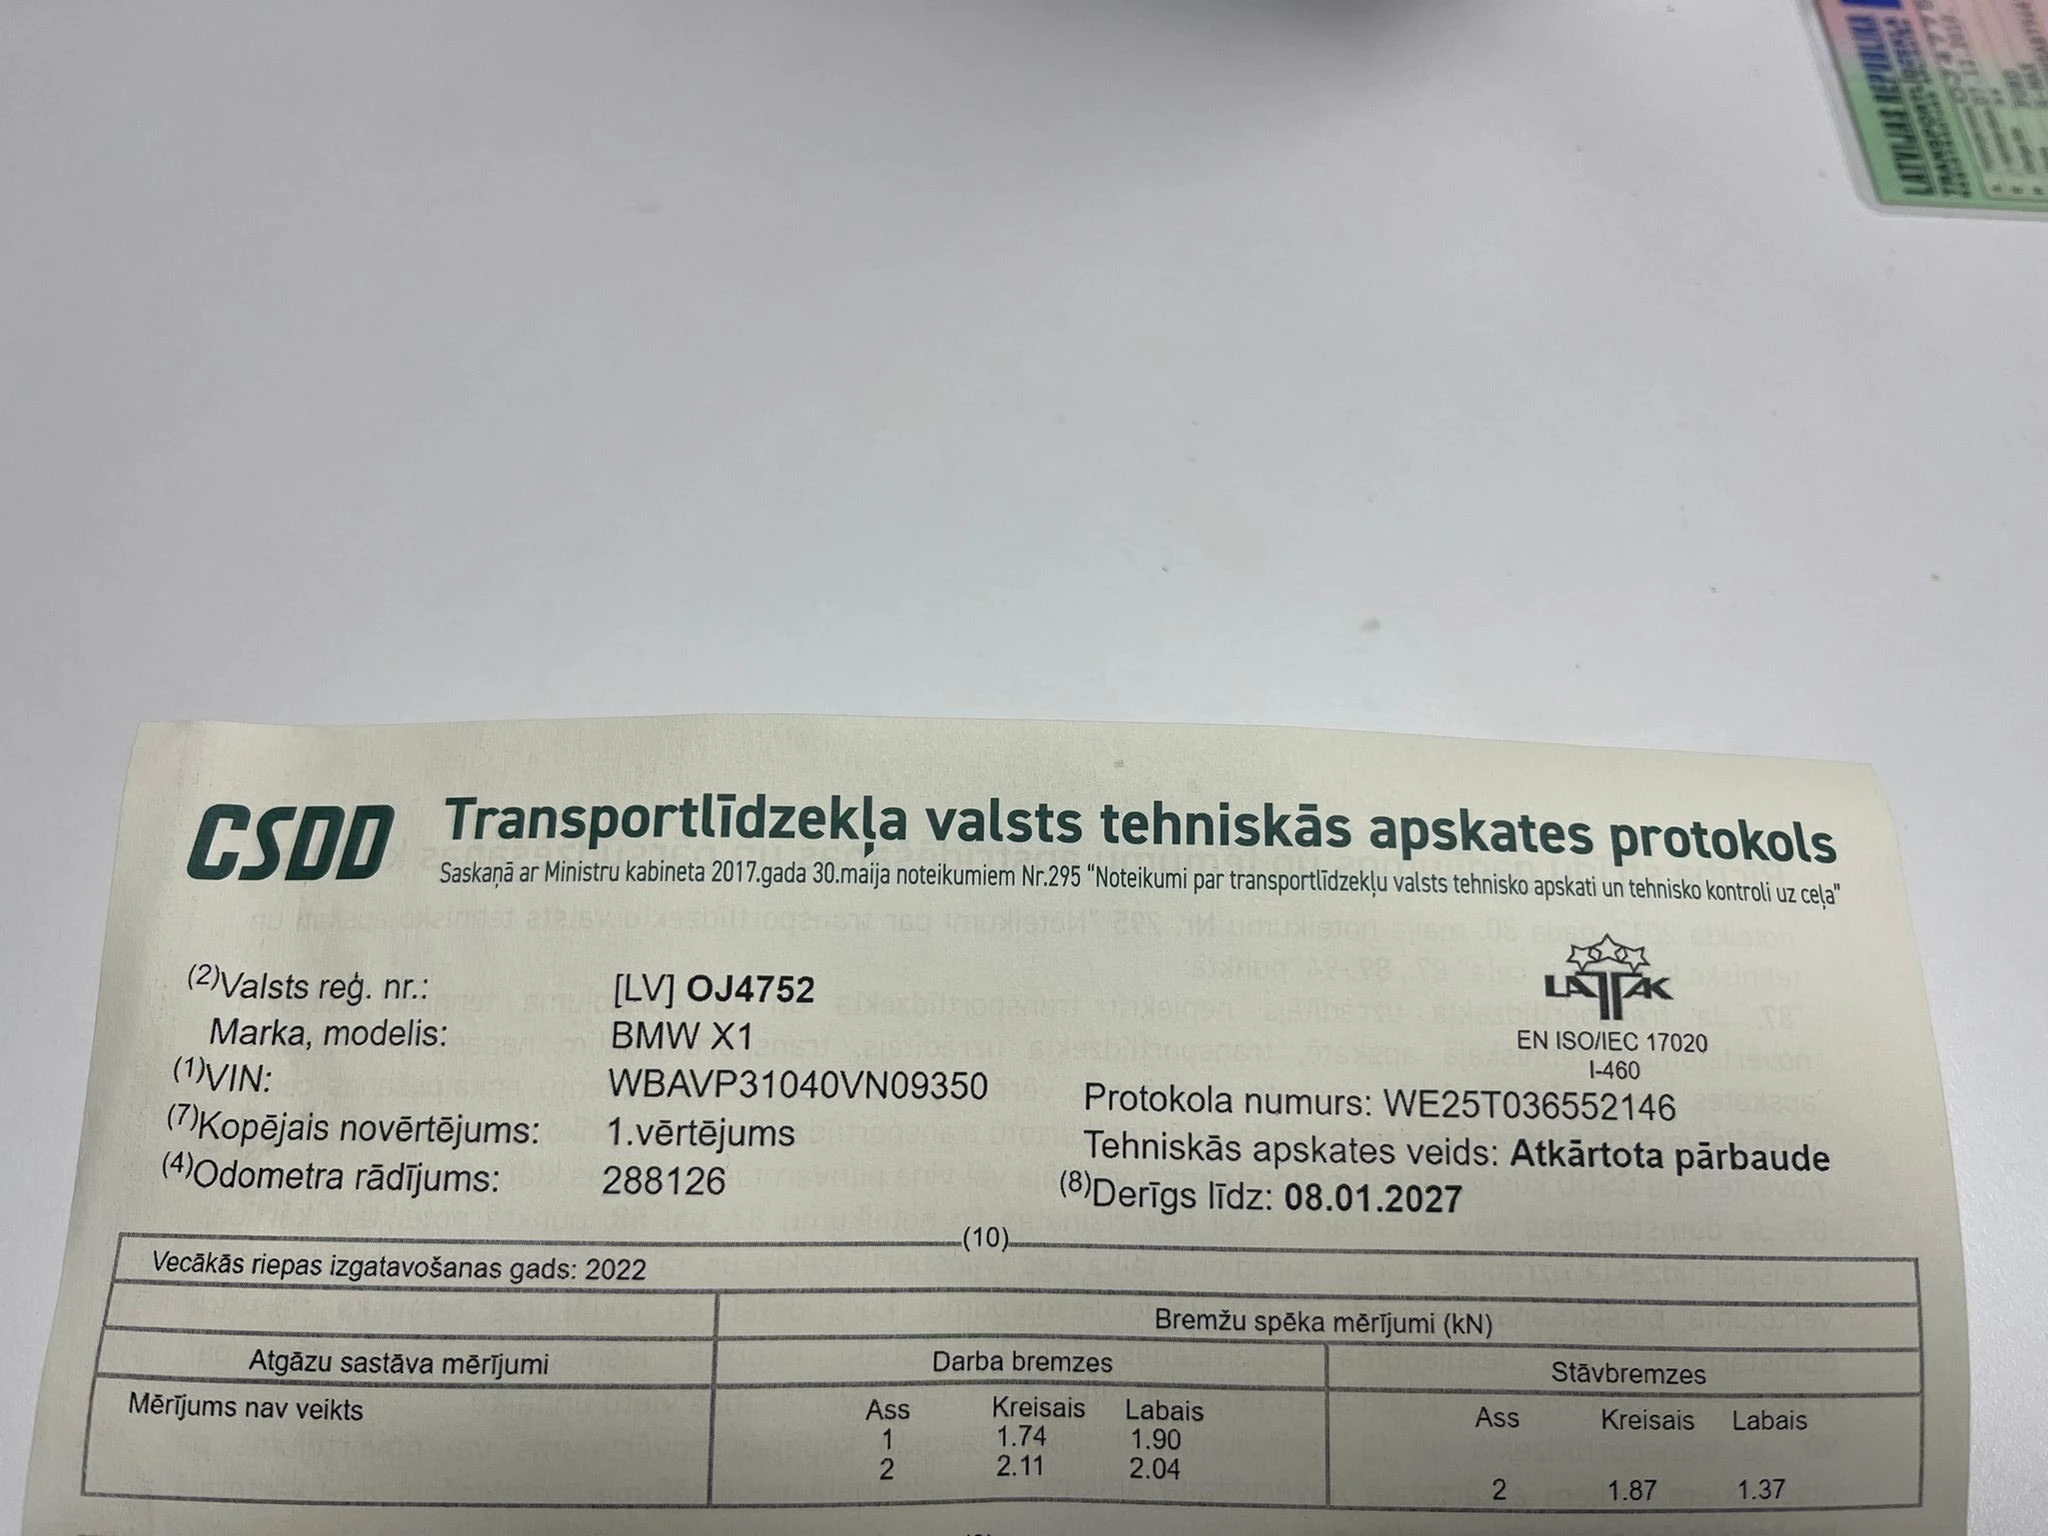 LATVIJAS REPUBLIKA
CSDD
Transportlīdzekļa valsts tehniskās apskates protokols
Saskaņā ar Ministru kabineta 2017.gada 30.maija noteikumiem Nr.295 "Noteikumi par transportlīdzekļu valsts tehnisko apskati un tehnisko kontroli uz ceļa"
LATAK
EN ISO/IEC 17020
I-460
(2)Valsts reģ. nr.: [LV] OJ4752
Marka, modelis: BMW X1
(1)VIN: WBAVP31040VN09350
Protokola numurs: WE25T036552146
(7)Kopējais novērtējums: 1.vērtējums
Tehniskās apskates veids: Atkārtota pārbaude
(4)Odometra rādījums: 288126
(8)Derīgs līdz: 08.01.2027
(10)
Vecākās riepas izgatavošanas gads: 2022
Bremžu spēka mērījumi (kN)
Atgāzu sastāva mērījumi Darba bremzes Stāvbremzes
Mērījums nav veikts Ass Kreisais Labais Ass Kreisais Labais
1 1.74 1.90
2 2.11 2.04 2 1.87 1.37